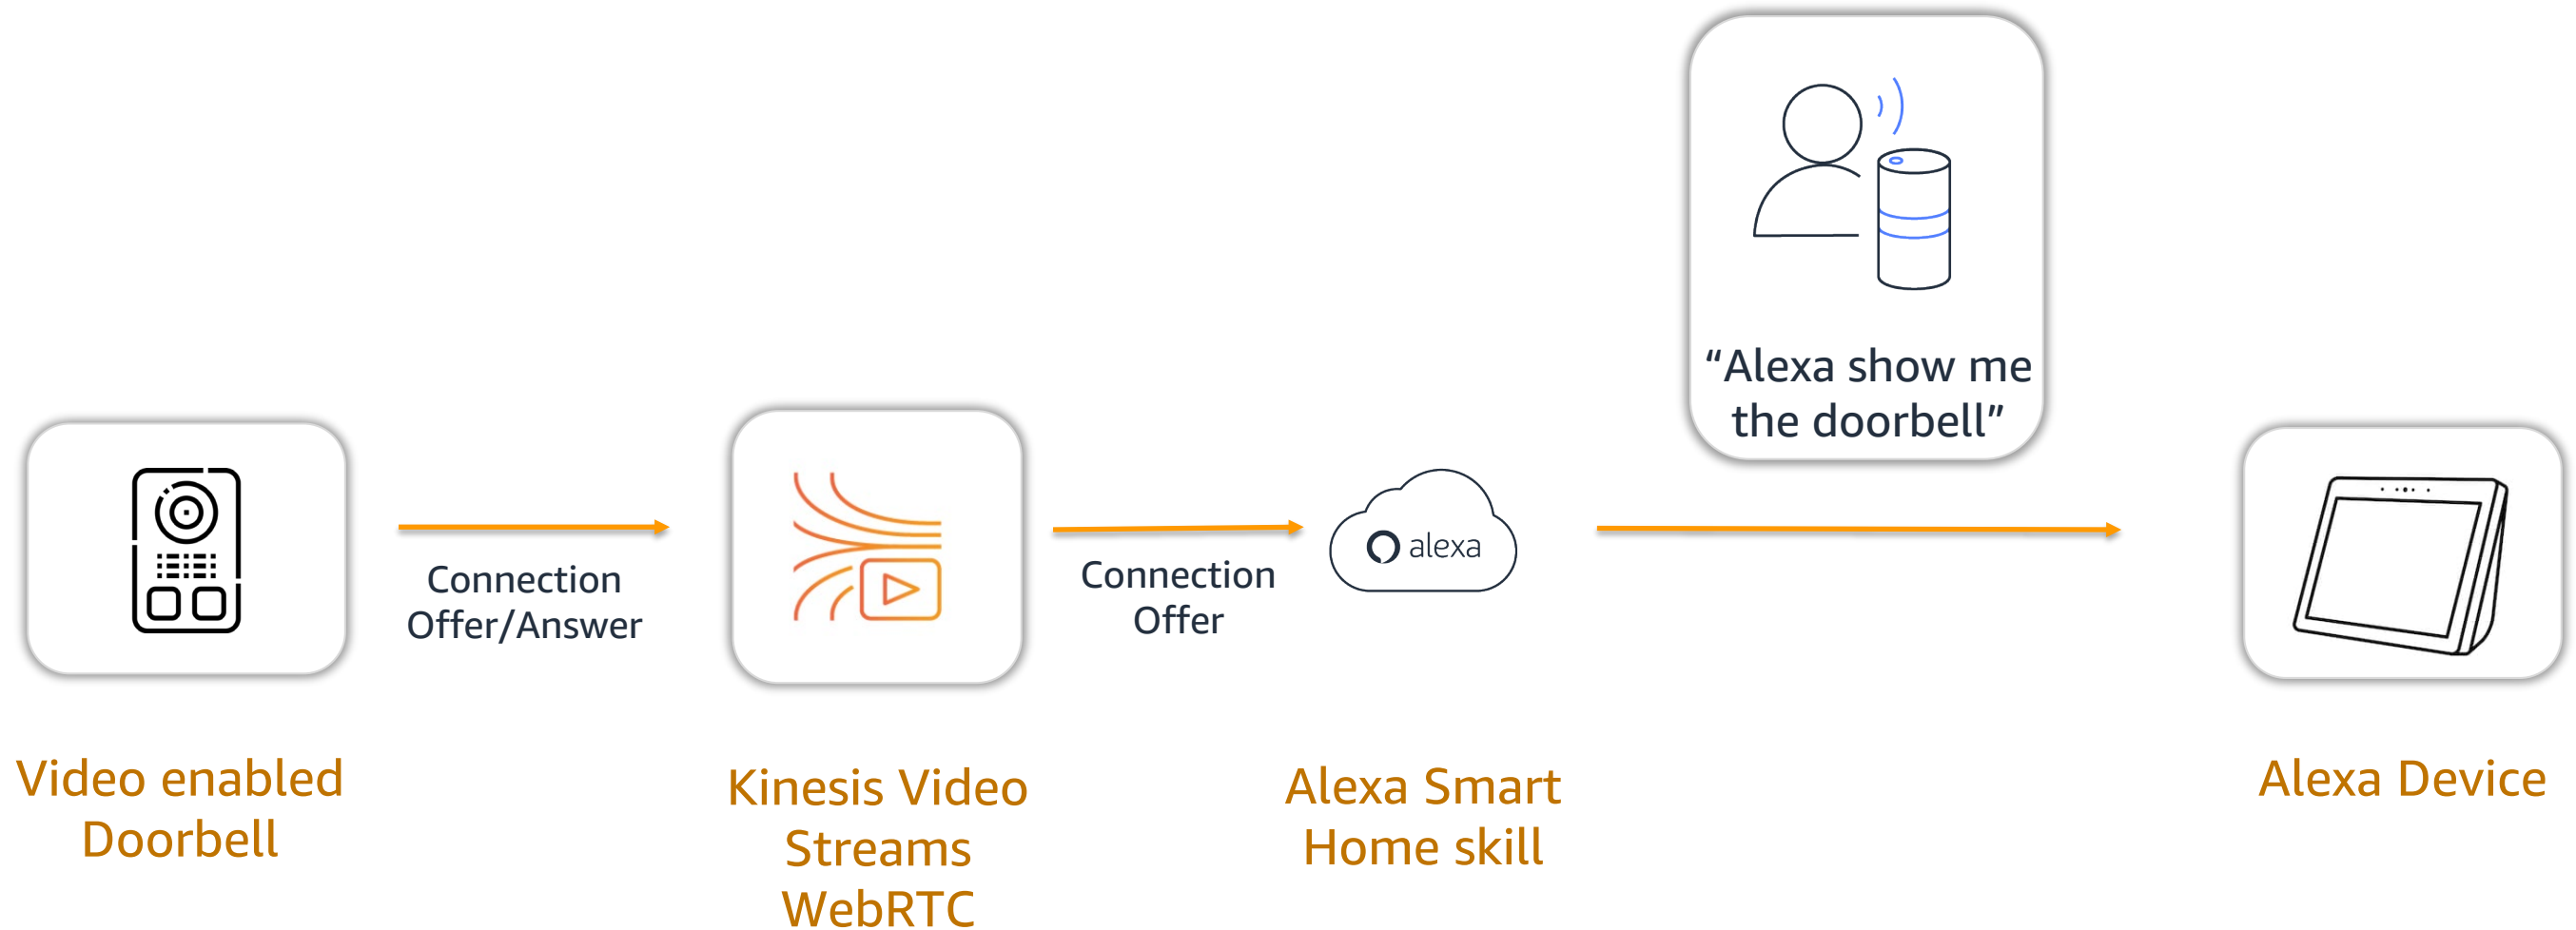 “Alexa show me
the doorbell”
alexa
Connection
Offer/Answer
Connection
Offer
Video enabled
Doorbell
Kinesis Video
Streams
WebRTC
Alexa Smart
Home skill
Alexa Device